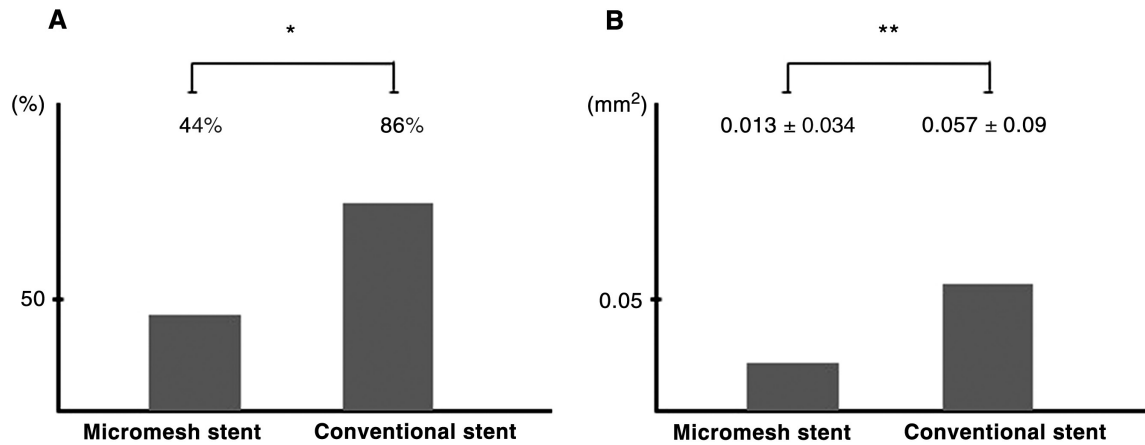 A
*
(%)
44%
86%
50
Micromesh stent
Conventional stent
B
**
(mm²)
0.013 ± 0.034
0.057 ± 0.09
0.05
Micromesh stent
Conventional stent